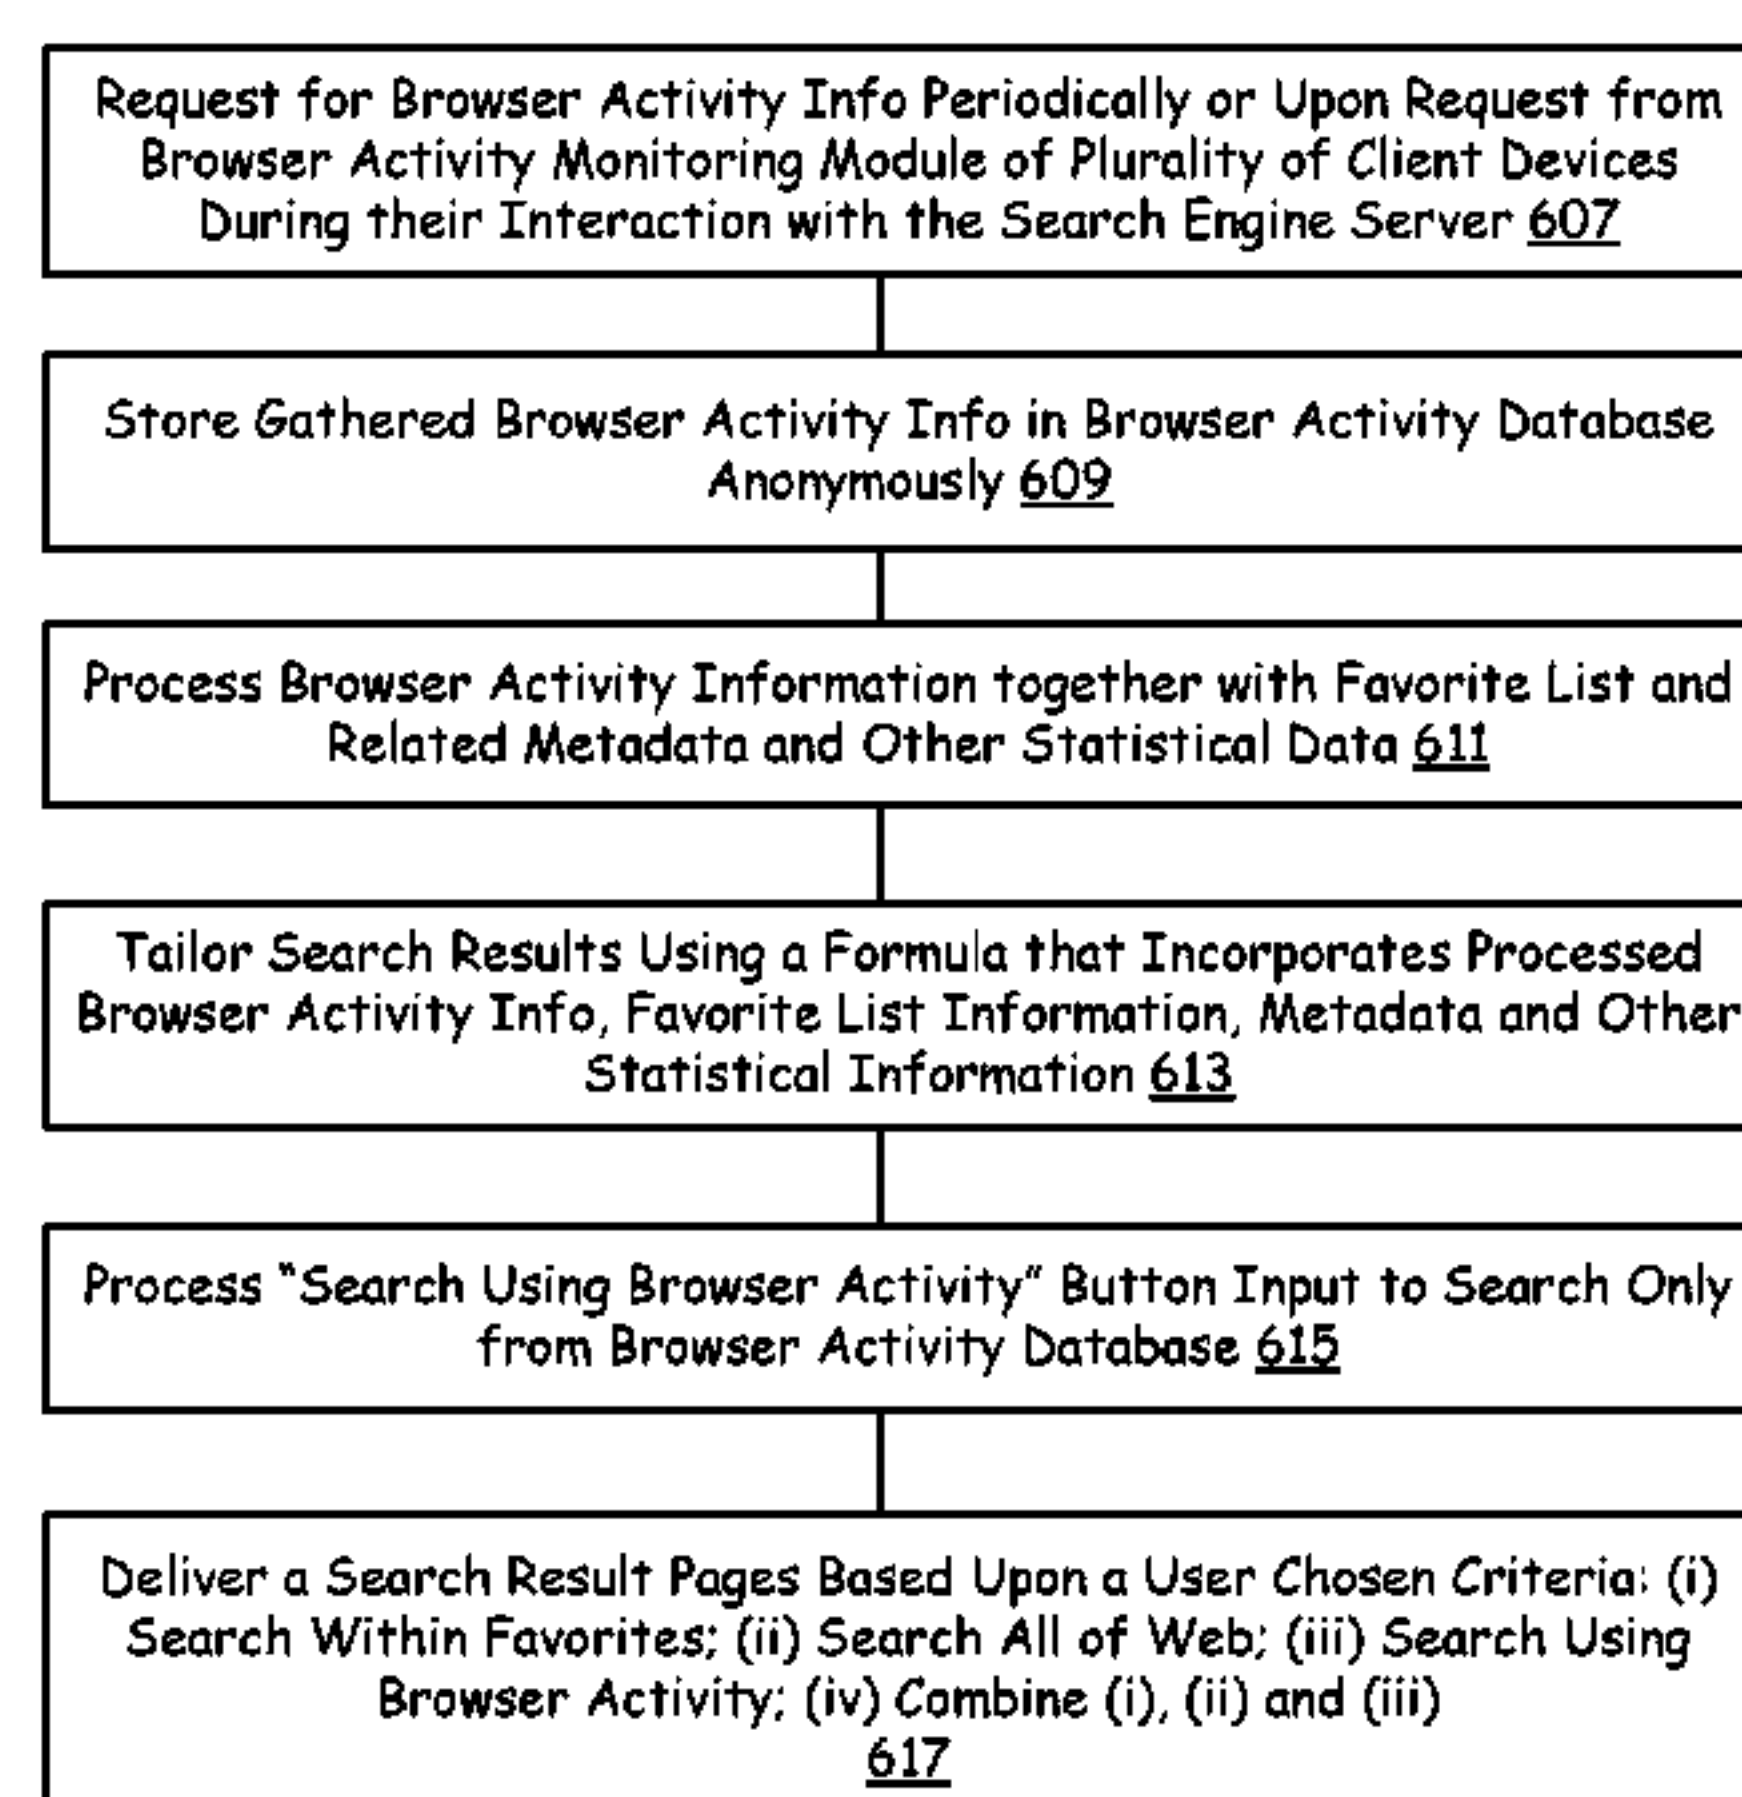 Request for Browser Activity Info Periodically or Upon Request from
Browser Activity Monitoring Module of Plurality of Client Devices
During their Interaction with the Search Engine Server 607
Store Gathered Browser Activity Info in Browser Activity Database
Anonymously 609
Process Browser Activity Information together with Favorite List and
Related Metadata and Other Statistical Data 611
Tailor Search Results Using a Formula that Incorporates Processed
Browser Activity Info, Favorite List Information, Metadata and Other
Statistical Information 613
Process “Search Using Browser Activity” Button Input to Search Only
from Browser Activity Database 615
Deliver a Search Result Pages Based Upon a User Chosen Criteria: (i)
Search Within Favorites; (ii) Search All of Web; (iii) Search Using
Browser Activity; (iv) Combine (i), (ii) and (iii)
617